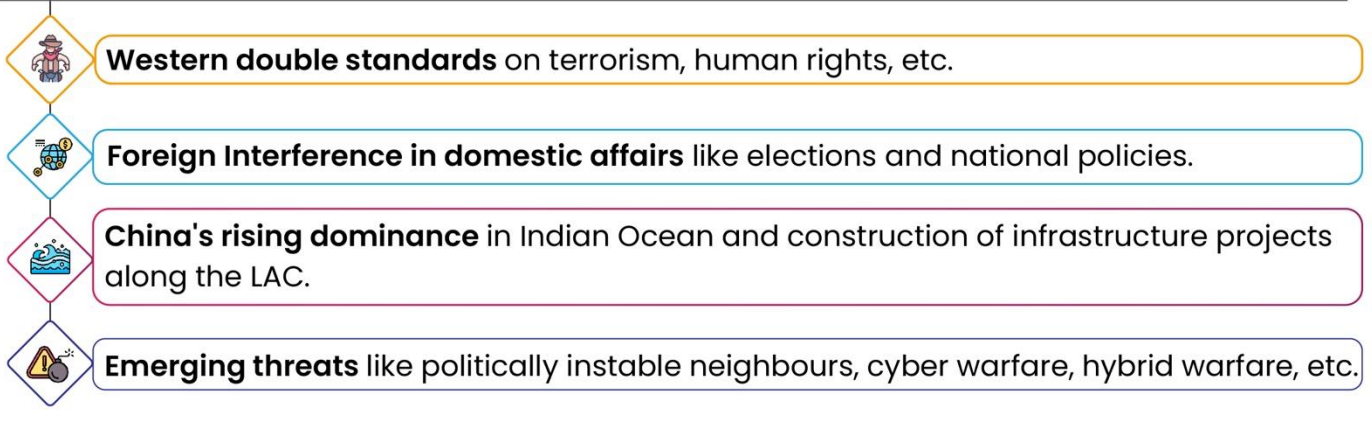 Western double standards on terrorism, human rights, etc.
Foreign Interference in domestic affairs like elections and national policies.
China's rising dominance in Indian Ocean and construction of infrastructure projects
along the LAC.
Emerging threats like politically instable neighbours, cyber warfare, hybrid warfare, etc.